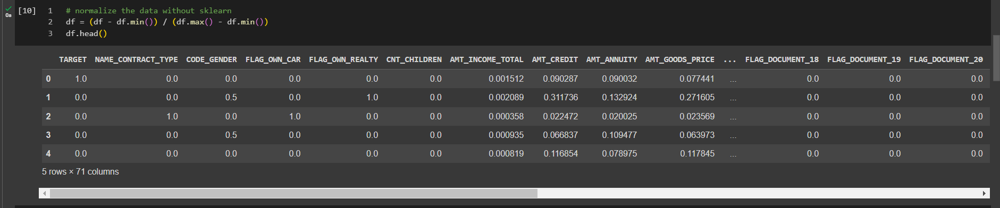 [10] 1 # normalize the data without sklearn
0s 2 df = (df - df.min()) / (df.max() - df.min())
3 df.head()
TARGET NAME_CONTRACT_TYPE CODE_GENDER FLAG_OWN_CAR FLAG_OWN_REALTY CNT_CHILDREN AMT_INCOME_TOTAL AMT_CREDIT AMT_ANNUITY AMT_GOODS_PRICE ... FLAG_DOCUMENT_18 FLAG_DOCUMENT_19 FLAG_DOCUMENT_20
0 1.0 0.0 0.0 0.0 0.0 0.0 0.001512 0.090287 0.090032 0.077441 ... 0.0 0.0 0.0
1 0.0 0.0 0.5 0.0 1.0 0.0 0.002089 0.311736 0.132924 0.271605 ... 0.0 0.0 0.0
2 0.0 1.0 0.0 1.0 0.0 0.0 0.000358 0.022472 0.020025 0.023569 ... 0.0 0.0 0.0
3 0.0 0.0 0.5 0.0 0.0 0.0 0.000935 0.066837 0.109477 0.063973 ... 0.0 0.0 0.0
4 0.0 0.0 0.0 0.0 0.0 0.0 0.000819 0.116854 0.078975 0.117845 ... 0.0 0.0 0.0
5 rows × 71 columns